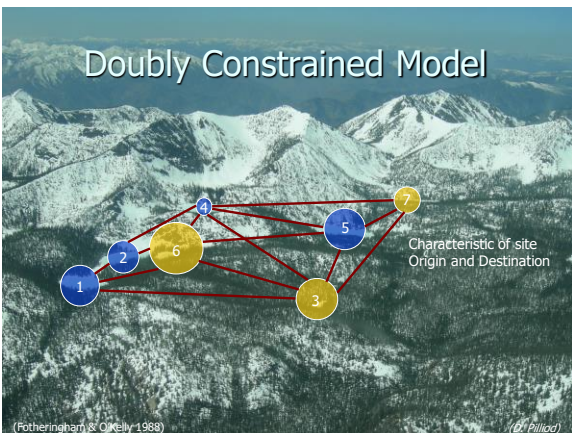 Doubly Constrained Model
4
7
5
2
6
1
3
Characteristic of site
Origin and Destination
(Fotheringham & O'Kelly 1988)
(D. Pilliod)